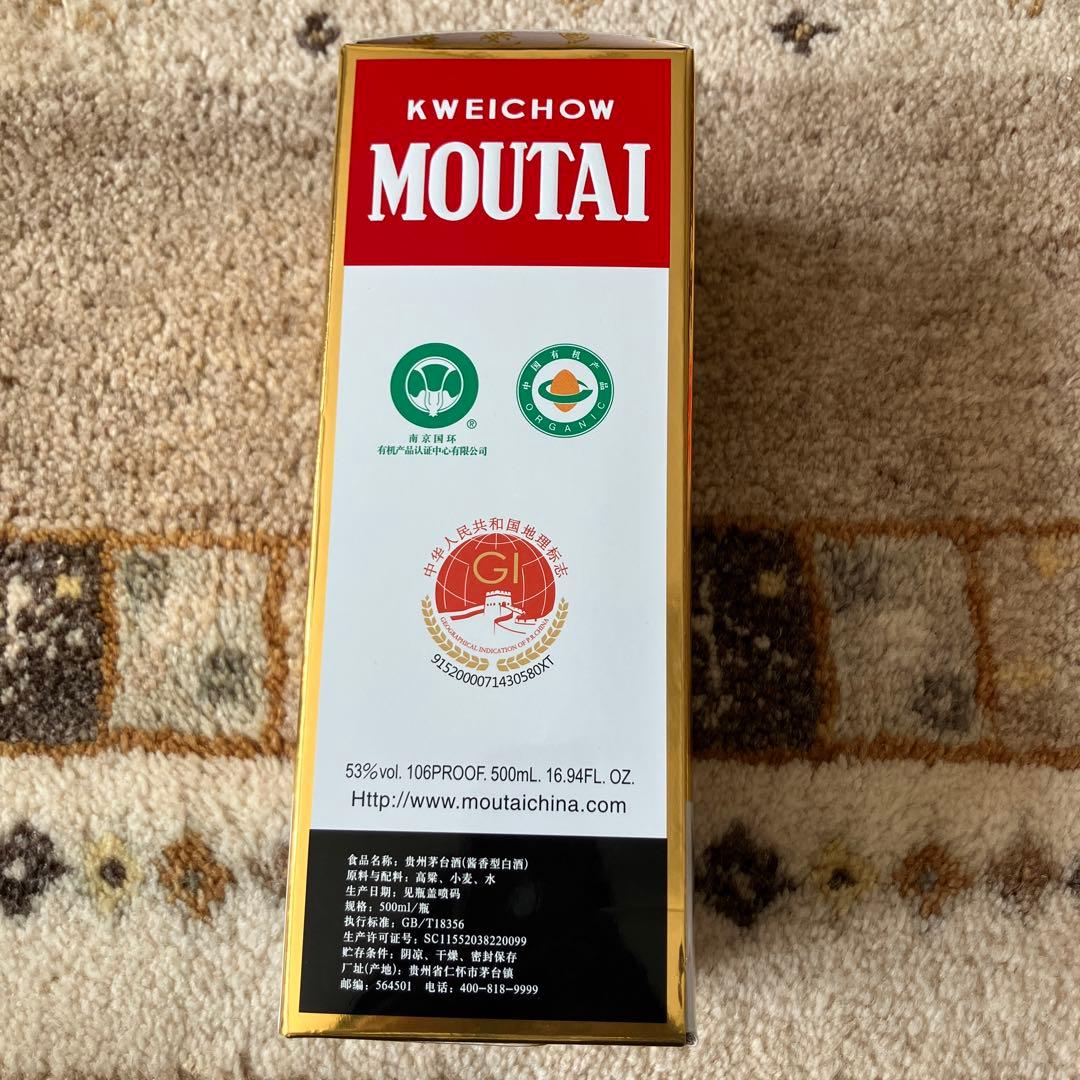 KWEICHOW
MOUTAI
®
南京国环
有机产品认证中心有限公司
中国有机产品
ORGANIC
中华人民共和国地理标志
GI
GEOGRAPHICAL INDICATION OF P.R.CHINA
9152000071430580XT
53%vol. 106PROOF. 500mL. 16.94FL. OZ.
Http://www.moutaichina.com
食品名称：贵州茅台酒(酱香型白酒)
原料与配料：高粱、小麦、水
生产日期：见瓶盖喷码
规格：500ml/瓶
执行标准：GB/T18356
生产许可证号：SC11552038220099
贮存条件：阴凉、干燥、密封保存
厂址(产地)：贵州省仁怀市茅台镇
邮编：564501 电话：400-818-9999